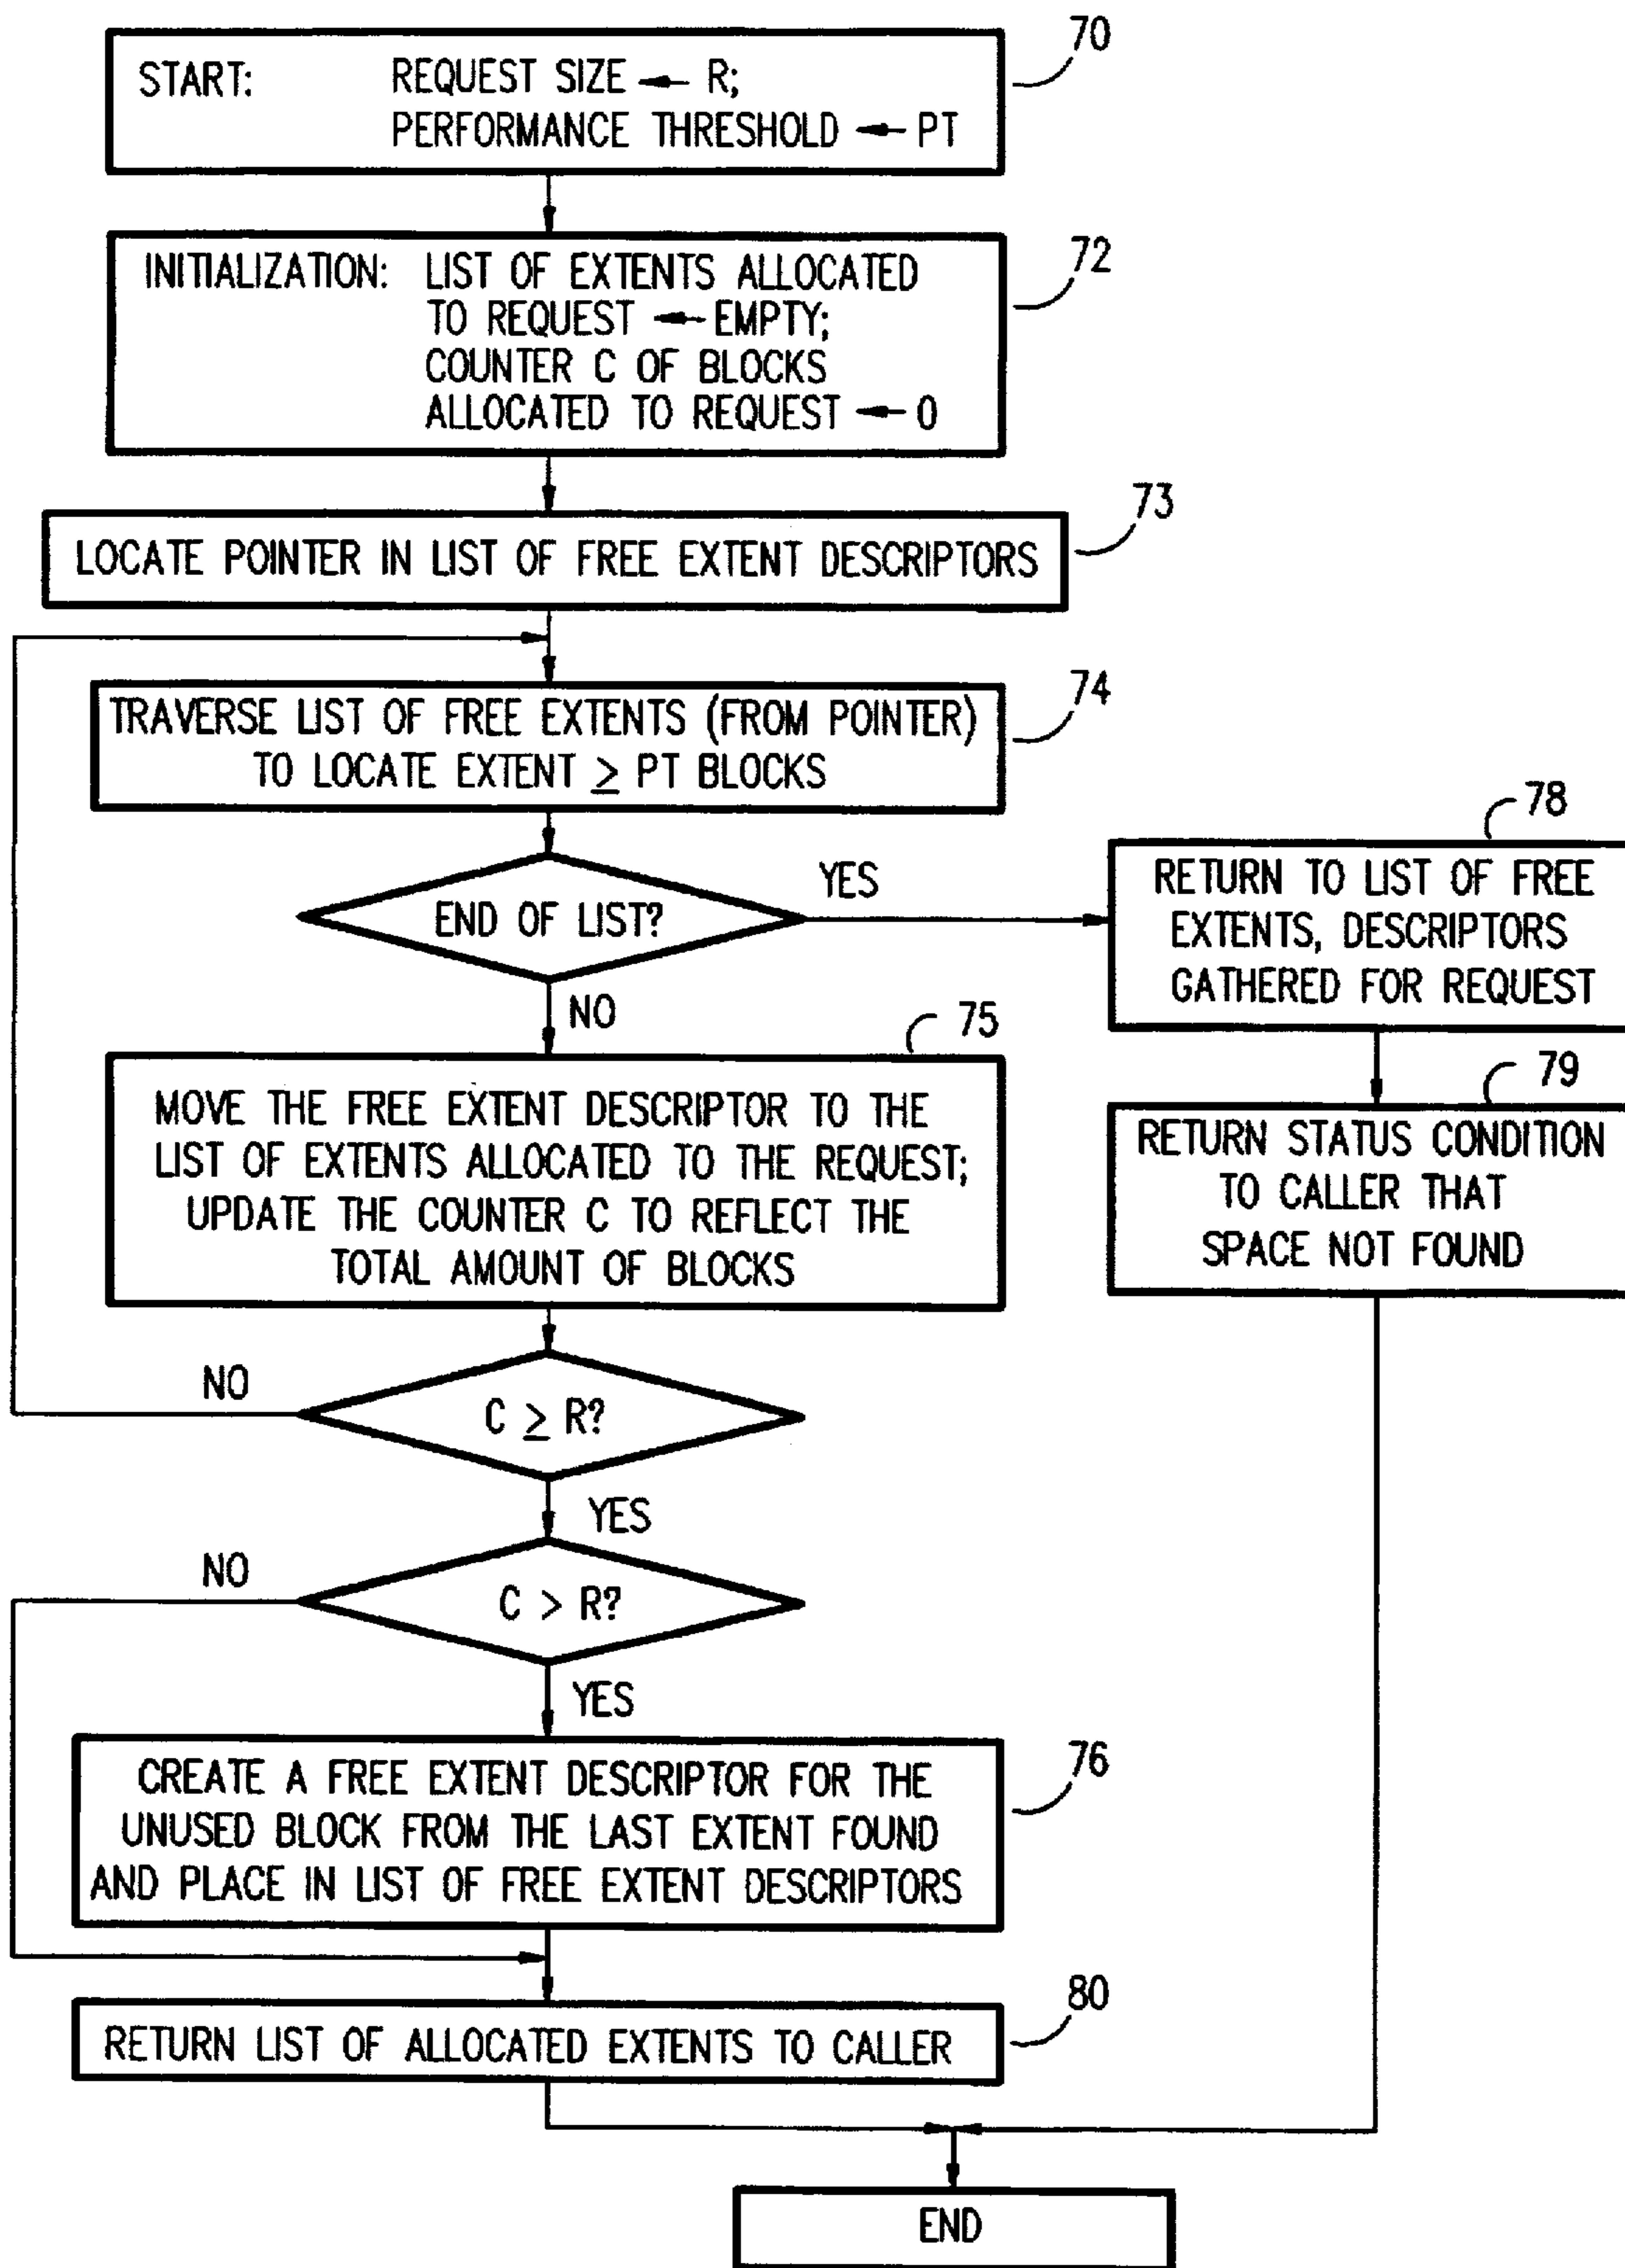 70
START: REQUEST SIZE ← R;
PERFORMANCE THRESHOLD ← PT
72
INITIALIZATION: LIST OF EXTENTS ALLOCATED
TO REQUEST ← EMPTY;
COUNTER C OF BLOCKS
ALLOCATED TO REQUEST ← 0
73
LOCATE POINTER IN LIST OF FREE EXTENT DESCRIPTORS
74
TRAVERSE LIST OF FREE EXTENTS (FROM POINTER)
TO LOCATE EXTENT ≥ PT BLOCKS
END OF LIST?
YES
NO
78
RETURN TO LIST OF FREE
EXTENTS, DESCRIPTORS
GATHERED FOR REQUEST
79
RETURN STATUS CONDITION
TO CALLER THAT
SPACE NOT FOUND
75
MOVE THE FREE EXTENT DESCRIPTOR TO THE
LIST OF EXTENTS ALLOCATED TO THE REQUEST;
UPDATE THE COUNTER C TO REFLECT THE
TOTAL AMOUNT OF BLOCKS
NO
C ≥ R?
YES
NO
C > R?
YES
76
CREATE A FREE EXTENT DESCRIPTOR FOR THE
UNUSED BLOCK FROM THE LAST EXTENT FOUND
AND PLACE IN LIST OF FREE EXTENT DESCRIPTORS
80
RETURN LIST OF ALLOCATED EXTENTS TO CALLER
END